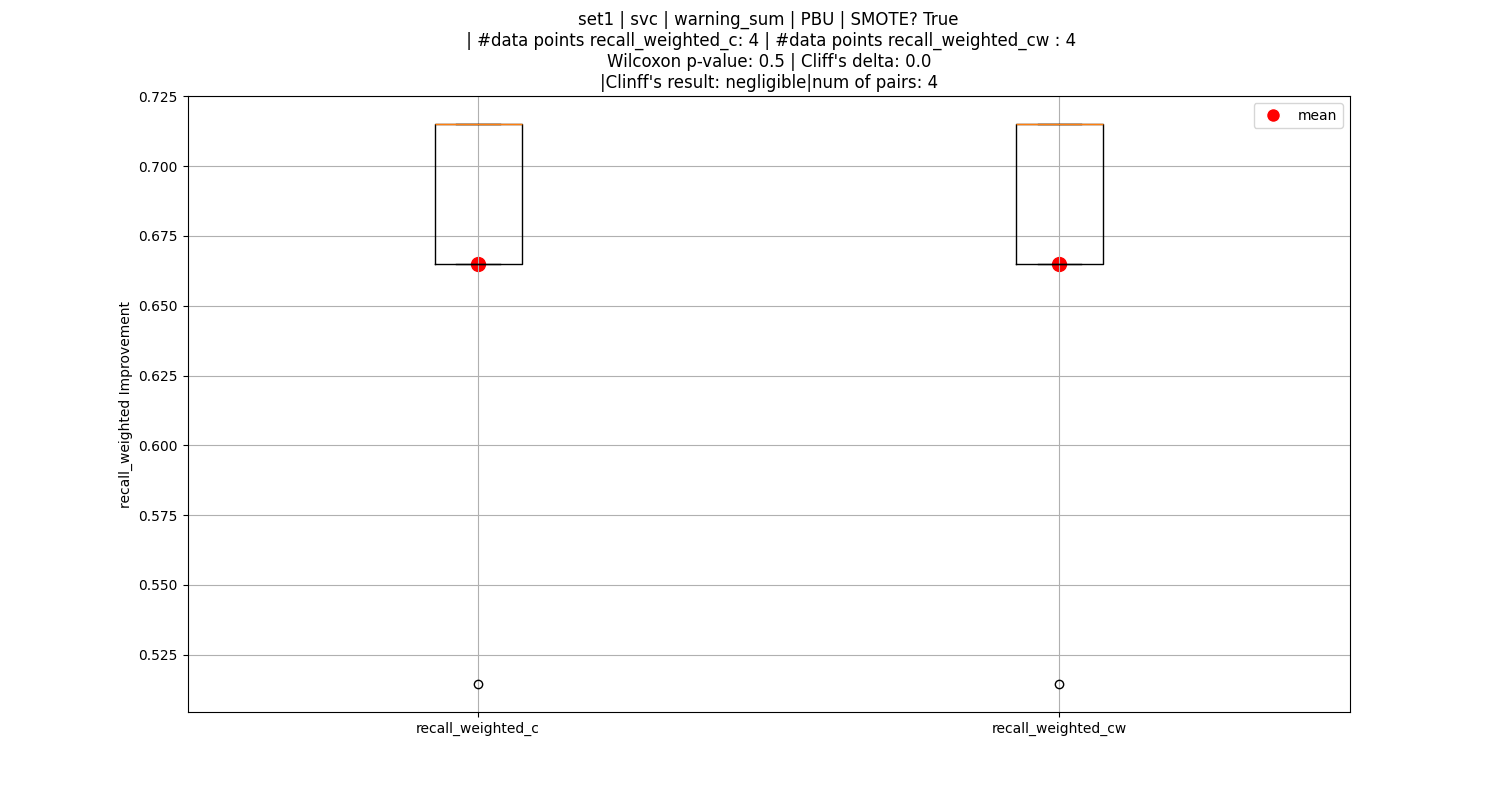 set1 | svc | warning_sum | PBU | SMOTE? True
| #data points recall_weighted_c: 4 | #data points recall_weighted_cw : 4
Wilcoxon p-value: 0.5 | Cliff's delta: 0.0
|Clinff's result: negligible|num of pairs: 4
mean
recall_weighted Improvement
0.725
0.700
0.675
0.650
0.625
0.600
0.575
0.550
0.525
recall_weighted_c
recall_weighted_cw